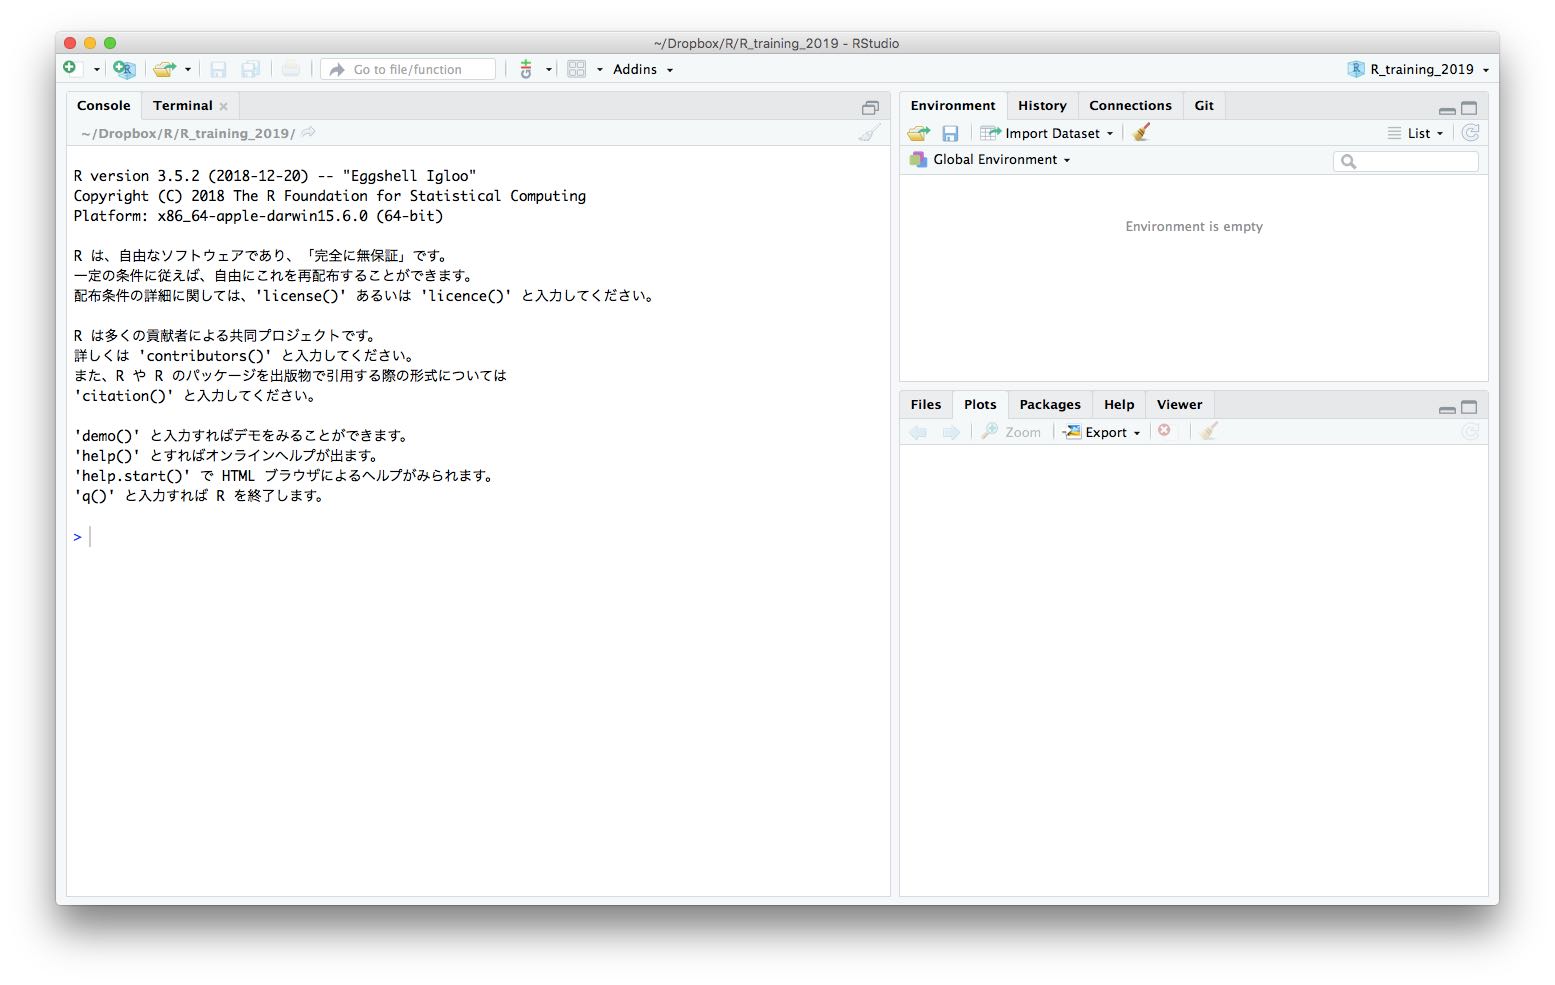 ~/Dropbox/R/R_training_2019 - RStudio
Go to file/function
Addins
R_training_2019
Console
Terminal
~/Dropbox/R/R_training_2019/
R version 3.5.2 (2018-12-20) -- "Eggshell Igloo"
Copyright (C) 2018 The R Foundation for Statistical Computing
Platform: x86_64-apple-darwin15.6.0 (64-bit)
R は、自由なソフトウェアであり、「完全に無保証」です。
一定の条件に従えば、自由にこれを再配布することができます。
配布条件の詳細に関しては、'license()' あるいは 'licence()' と入力してください。
R は多くの貢献者による共同プロジェクトです。
詳しくは 'contributors()' と入力してください。
また、R や R のパッケージを出版物で引用する際の形式については
'citation()' と入力してください。
'demo()' と入力すればデモをみることができます。
'help()' とすればオンラインヘルプが出ます。
'help.start()' で HTML ブラウザによるヘルプがみられます。
'q()' と入力すれば R を終了します。
>
Environment
History
Connections
Git
Import Dataset
List
Global Environment
Environment is empty
Files
Plots
Packages
Help
Viewer
Zoom
Export